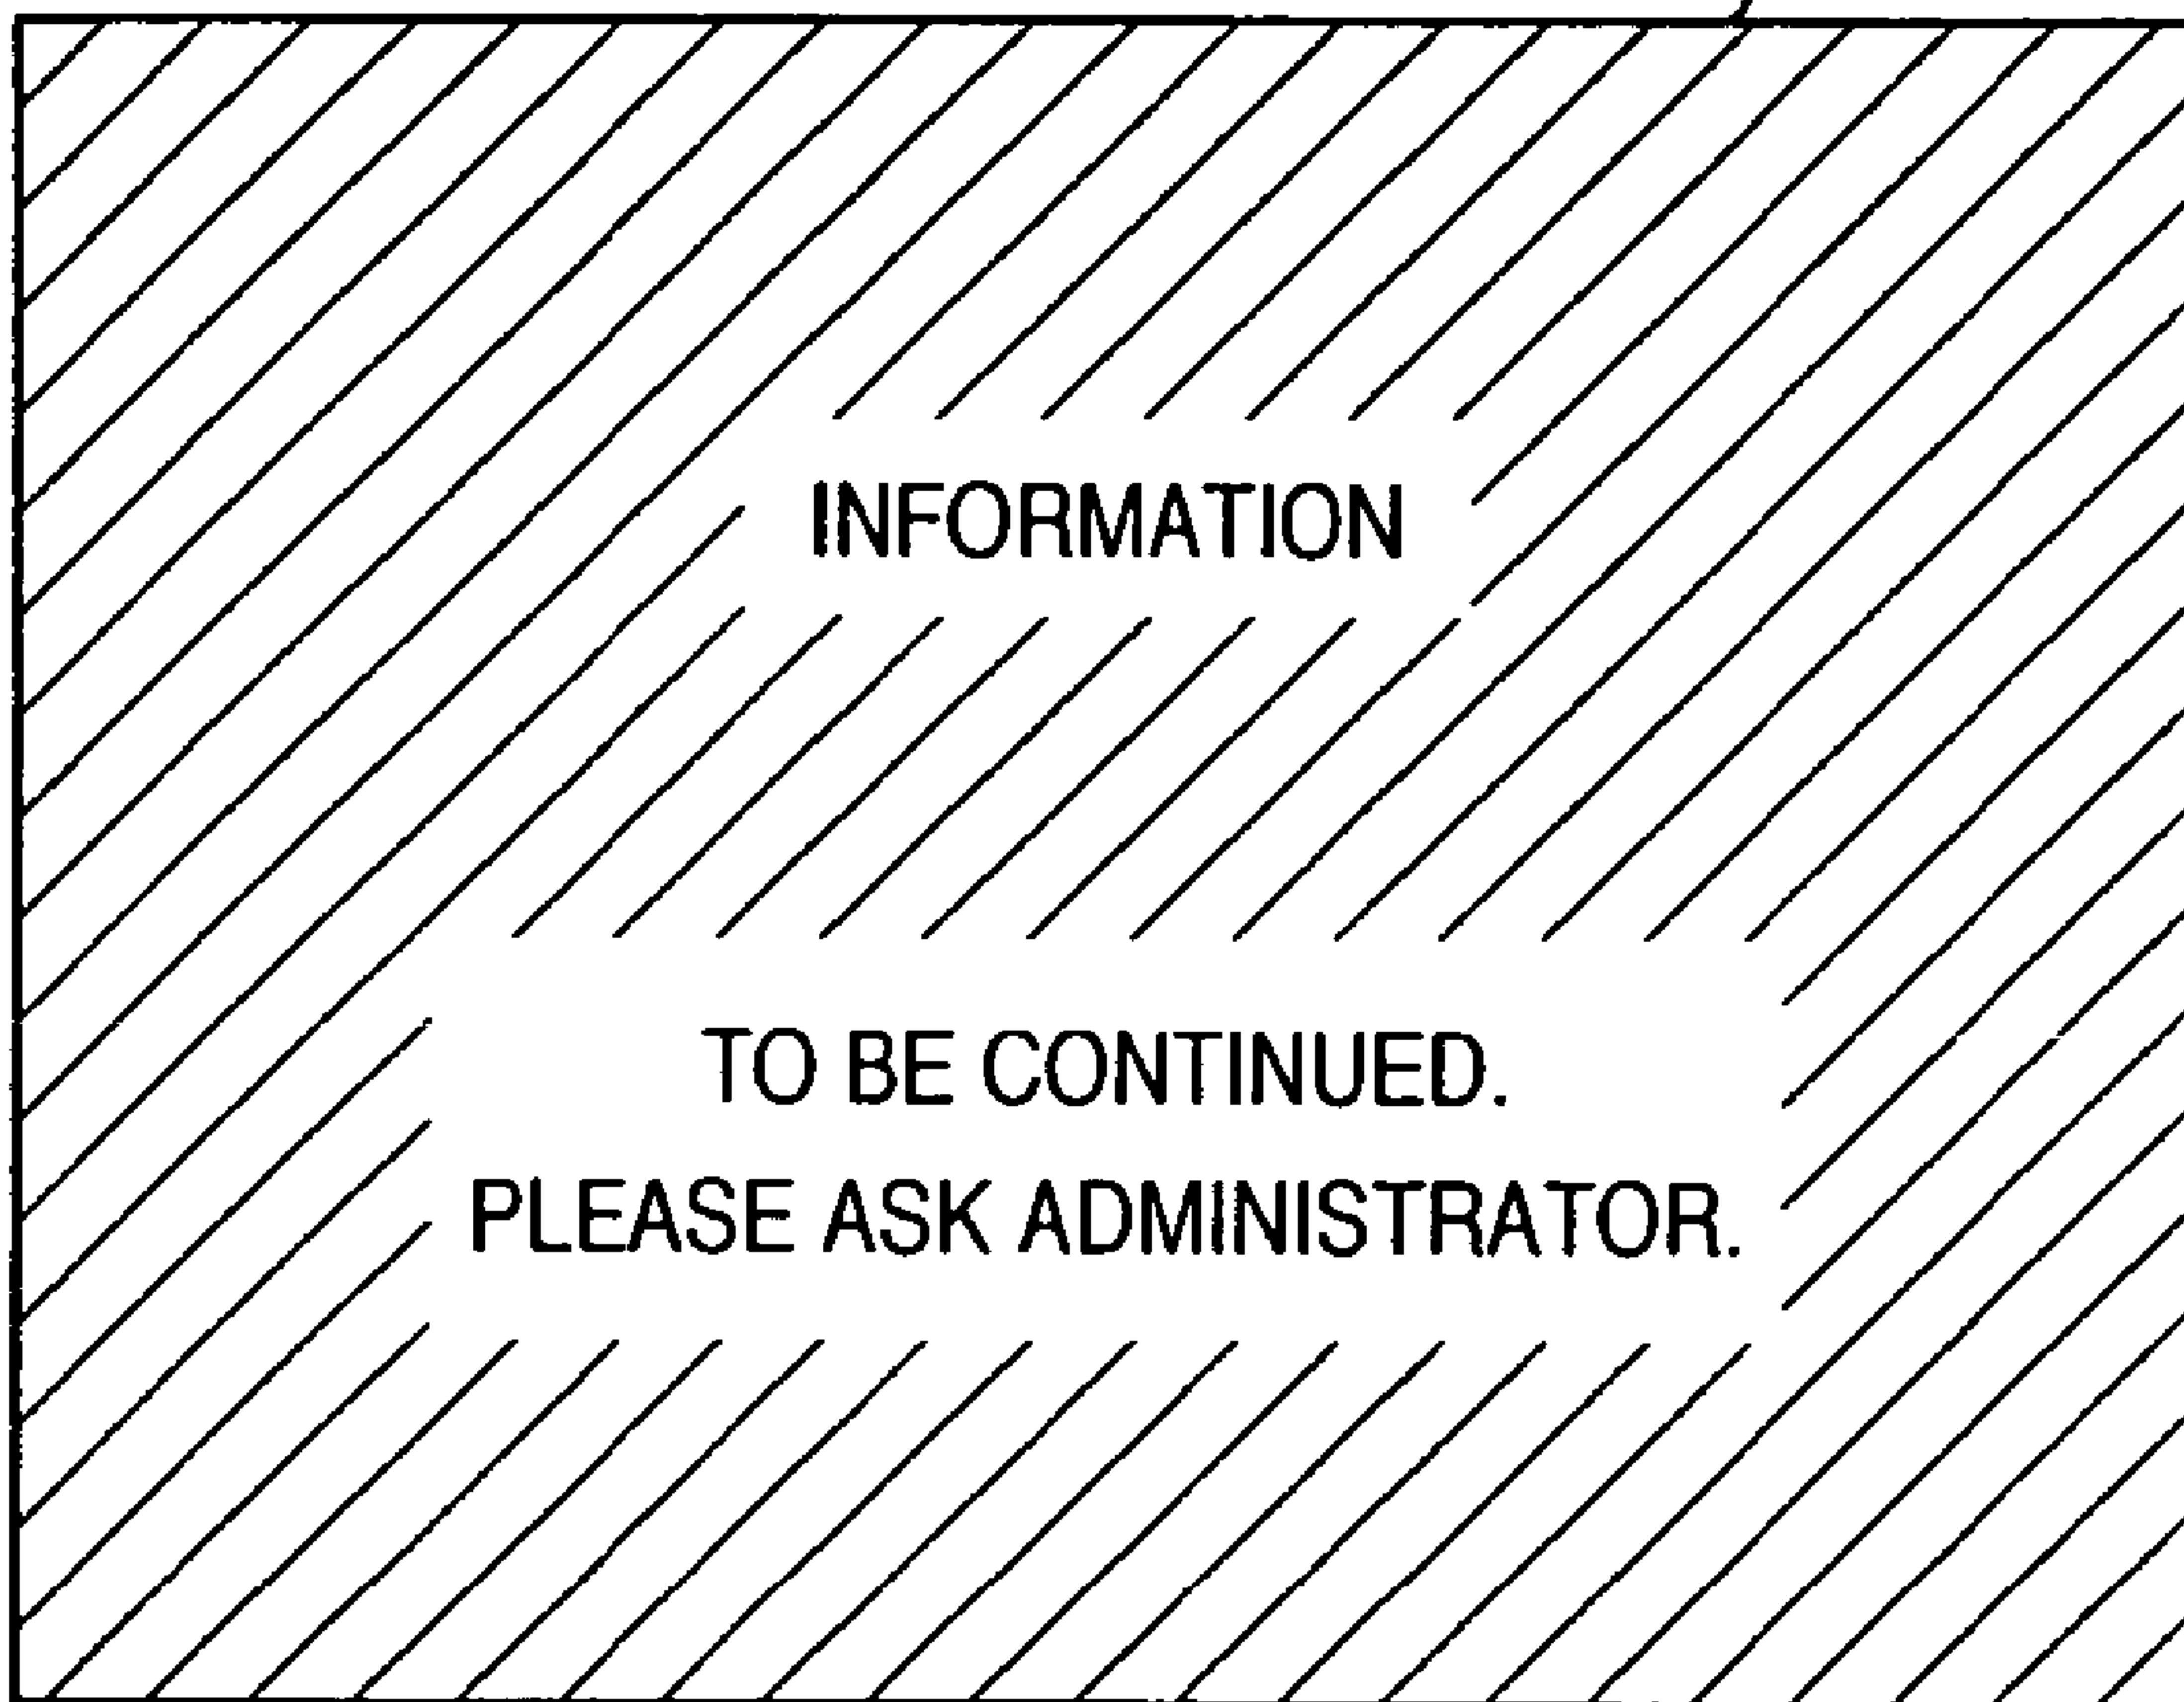 INFORMATION
TO BE CONTINUED.
PLEASE ASK ADMINISTRATOR.